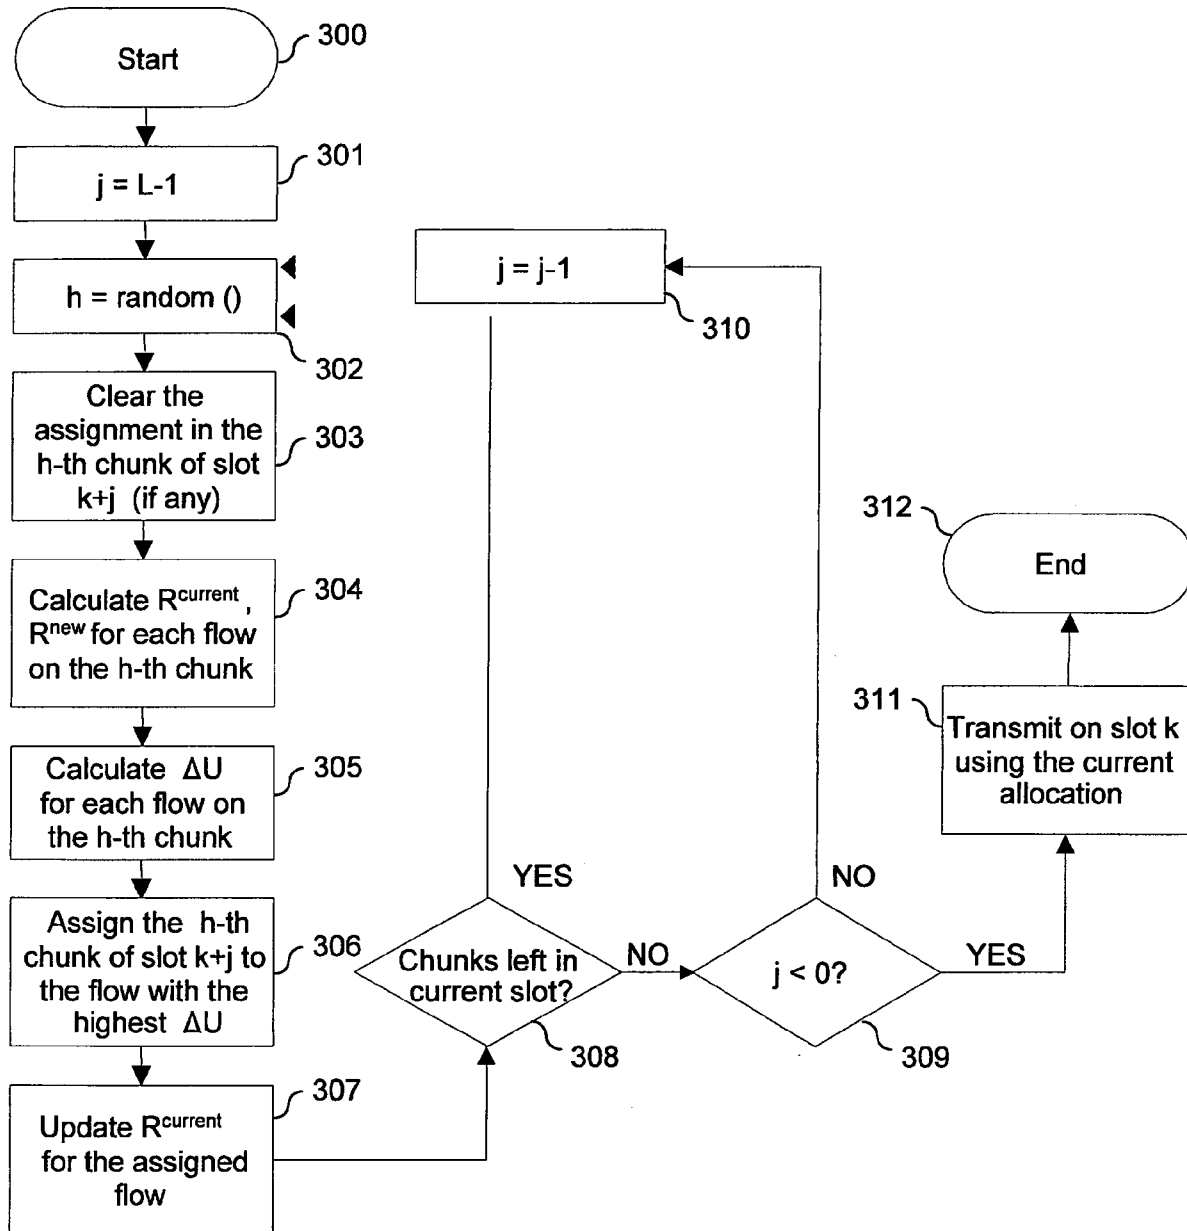 Start
300
j = L-1
301
h = random ()
302
Clear the
assignment in the
h-th chunk of slot
k+j (if any)
303
Calculate R^current ,
R^new for each flow
on the h-th chunk
304
Calculate ΔU
for each flow on
the h-th chunk
305
Assign the h-th
chunk of slot k+j to
the flow with the
highest ΔU
306
Update R^current
for the assigned
flow
307
j = j-1
310
YES
Chunks left in
current slot?
308
NO
NO
j < 0?
309
YES
312
End
311
Transmit on slot k
using the current
allocation